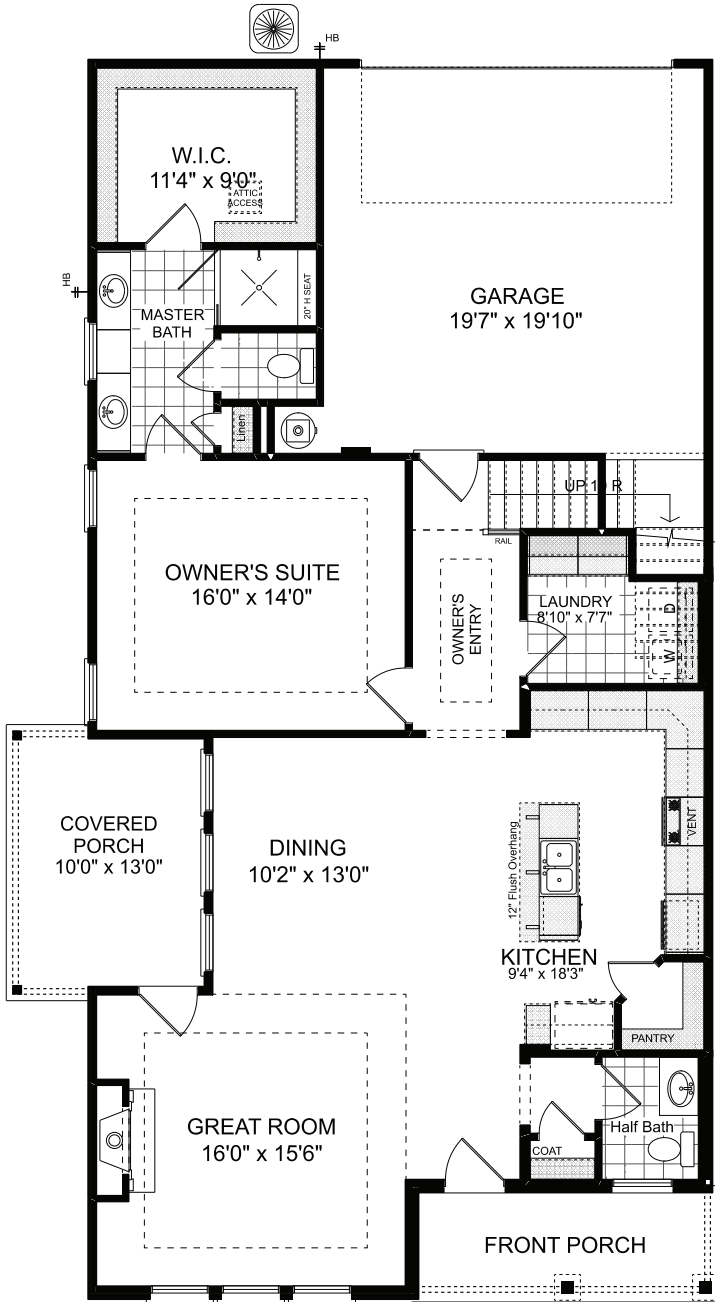 HB
W.I.C.
11'4" x 9'0"
ATTIC
ACCESS
HB
20" H SEAT
MASTER
BATH
GARAGE
19'7" x 19'10"
Linen
UP 19 R
RAIL
OWNER'S SUITE
16'0" x 14'0"
OWNER'S
ENTRY
LAUNDRY
8'10" x 7'7"
D
W
COVERED
PORCH
10'0" x 13'0"
DINING
10'2" x 13'0"
12" Flush Overhang
VENT
KITCHEN
9'4" x 18'3"
PANTRY
GREAT ROOM
16'0" x 15'6"
Half Bath
COAT
FRONT PORCH